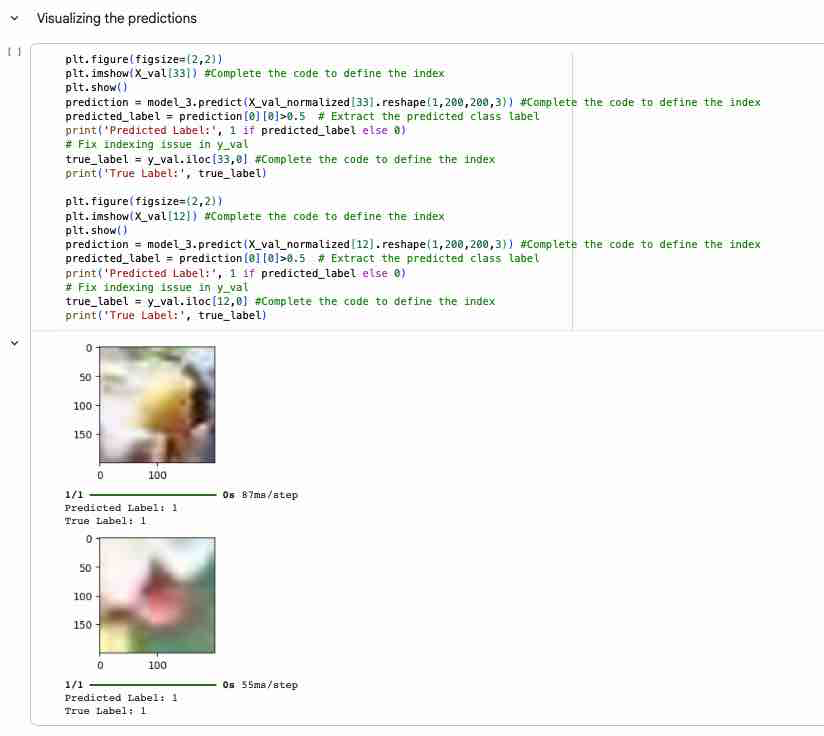 Visualizing the predictions
[ ]
plt.figure(figsize=(2,2))
plt.imshow(X_val[33]) #Complete the code to define the index
plt.show()
prediction = model_3.predict(X_val_normalized[33].reshape(1,200,200,3)) #Complete the code to define the index
predicted_label = prediction[0][0]>0.5  # Extract the predicted class label
print('Predicted Label:', 1 if predicted_label else 0)
# Fix indexing issue in y_val
true_label = y_val.iloc[33,0] #Complete the code to define the index
print('True Label:', true_label)
plt.figure(figsize=(2,2))
plt.imshow(X_val[12]) #Complete the code to define the index
plt.show()
prediction = model_3.predict(X_val_normalized[12].reshape(1,200,200,3)) #Complete the code to define the index
predicted_label = prediction[0][0]>0.5  # Extract the predicted class label
print('Predicted Label:', 1 if predicted_label else 0)
# Fix indexing issue in y_val
true_label = y_val.iloc[12,0] #Complete the code to define the index
print('True Label:', true_label)
0
50
100
150
0 100
1/1 0s 87ms/step
Predicted Label: 1
True Label: 1
0
50
100
150
0 100
1/1 0s 55ms/step
Predicted Label: 1
True Label: 1